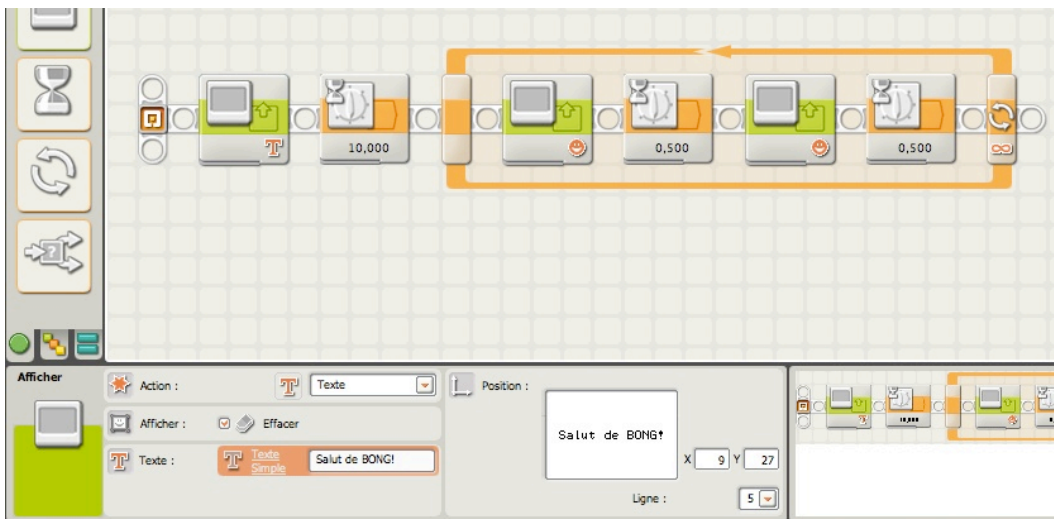 10,000
0,500
0,500
Afficher
Action :
T
Texte
Position :
Afficher :
Effacer
Texte :
T
Texte Simple
Salut de BONG!
Salut de BONG!
X 9 Y 27
Ligne :
5